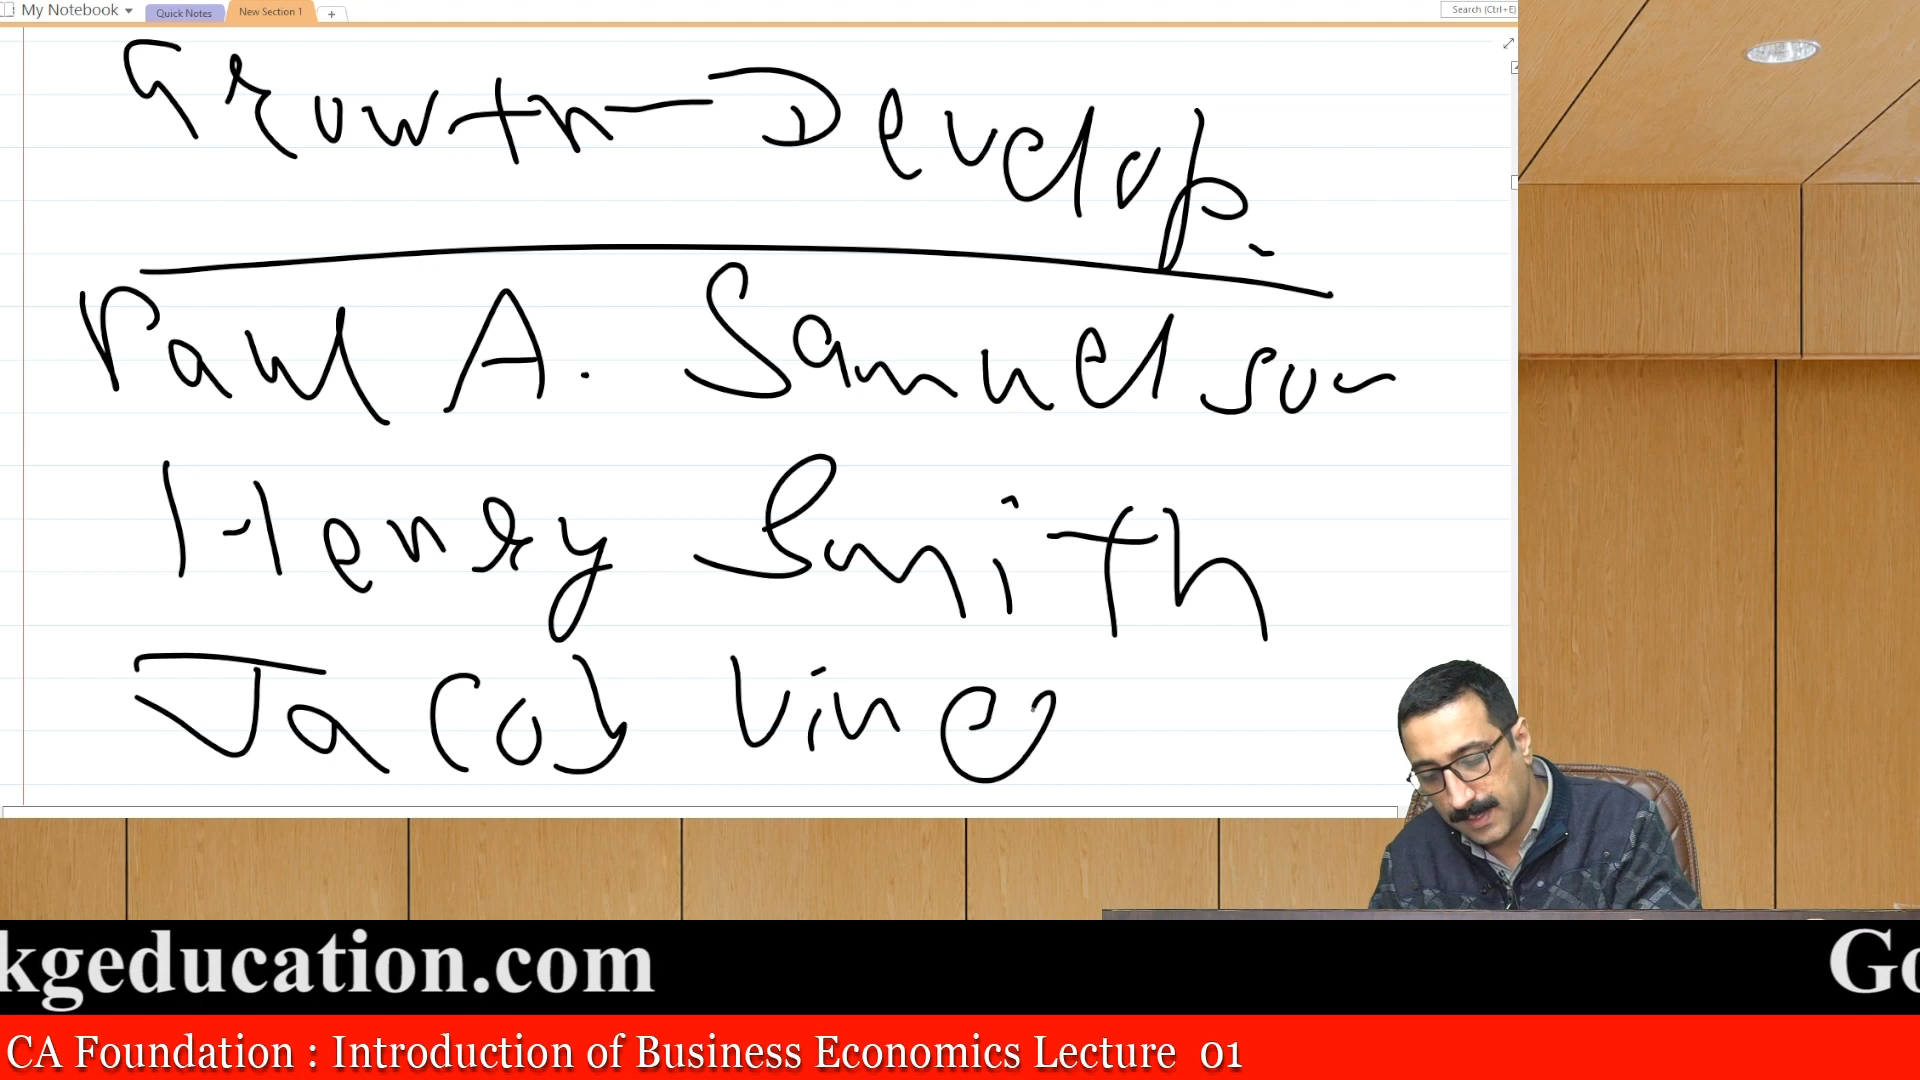 My Notebook Quick Notes New Section 1 + Search (Ctrl+E)
Growth-Develop.
Paul A. Samuelson
Henry Smith
Jacob Vine
kgeducation.com Go
CA Foundation : Introduction of Business Economics Lecture 01